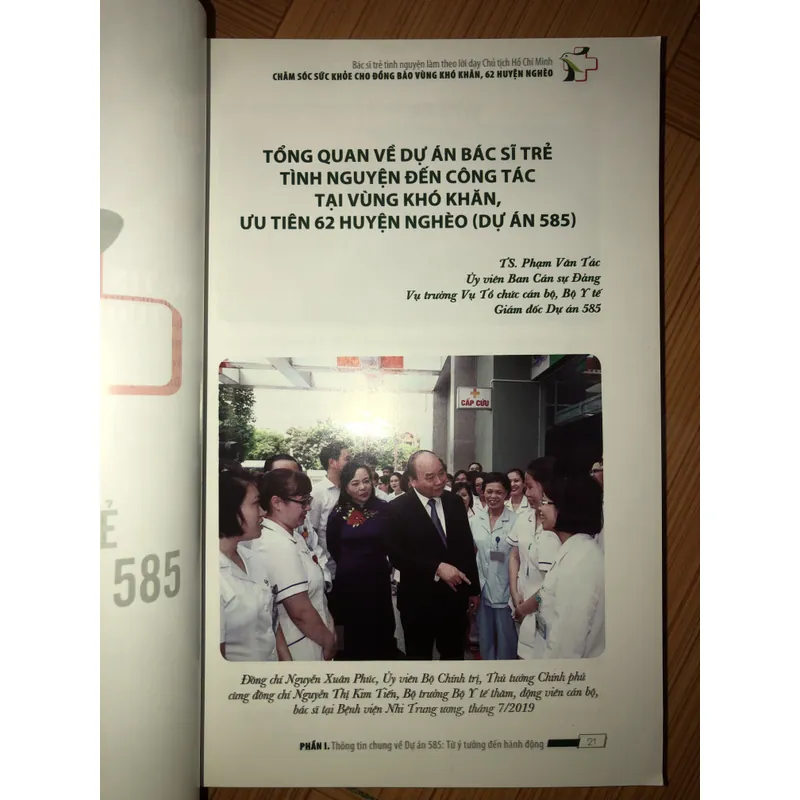 Bác sĩ trẻ tình nguyện làm theo lời dạy Chủ tịch Hồ Chí Minh
CHĂM SÓC SỨC KHỎE CHO ĐỒNG BÀO VÙNG KHÓ KHĂN, 62 HUYỆN NGHÈO
TỔNG QUAN VỀ DỰ ÁN BÁC SĨ TRẺ
TÌNH NGUYỆN ĐẾN CÔNG TÁC
TẠI VÙNG KHÓ KHĂN,
ƯU TIÊN 62 HUYỆN NGHÈO (DỰ ÁN 585)
TS. Phạm Văn Tác
Ủy viên Ban Cán sự Đảng
Vụ trưởng Vụ Tổ chức cán bộ, Bộ Y tế
Giám đốc Dự án 585
CẤP CỨU
Ẻ
585
Đồng chí Nguyễn Xuân Phúc, Ủy viên Bộ Chính trị, Thủ tướng Chính phủ
cùng đồng chí Nguyễn Thị Kim Tiến, Bộ trưởng Bộ Y tế thăm, động viên cán bộ,
bác sĩ tại Bệnh viện Nhi Trung ương, tháng 7/2019
PHẦN I. Thông tin chung về Dự án 585: Từ ý tưởng đến hành động
21